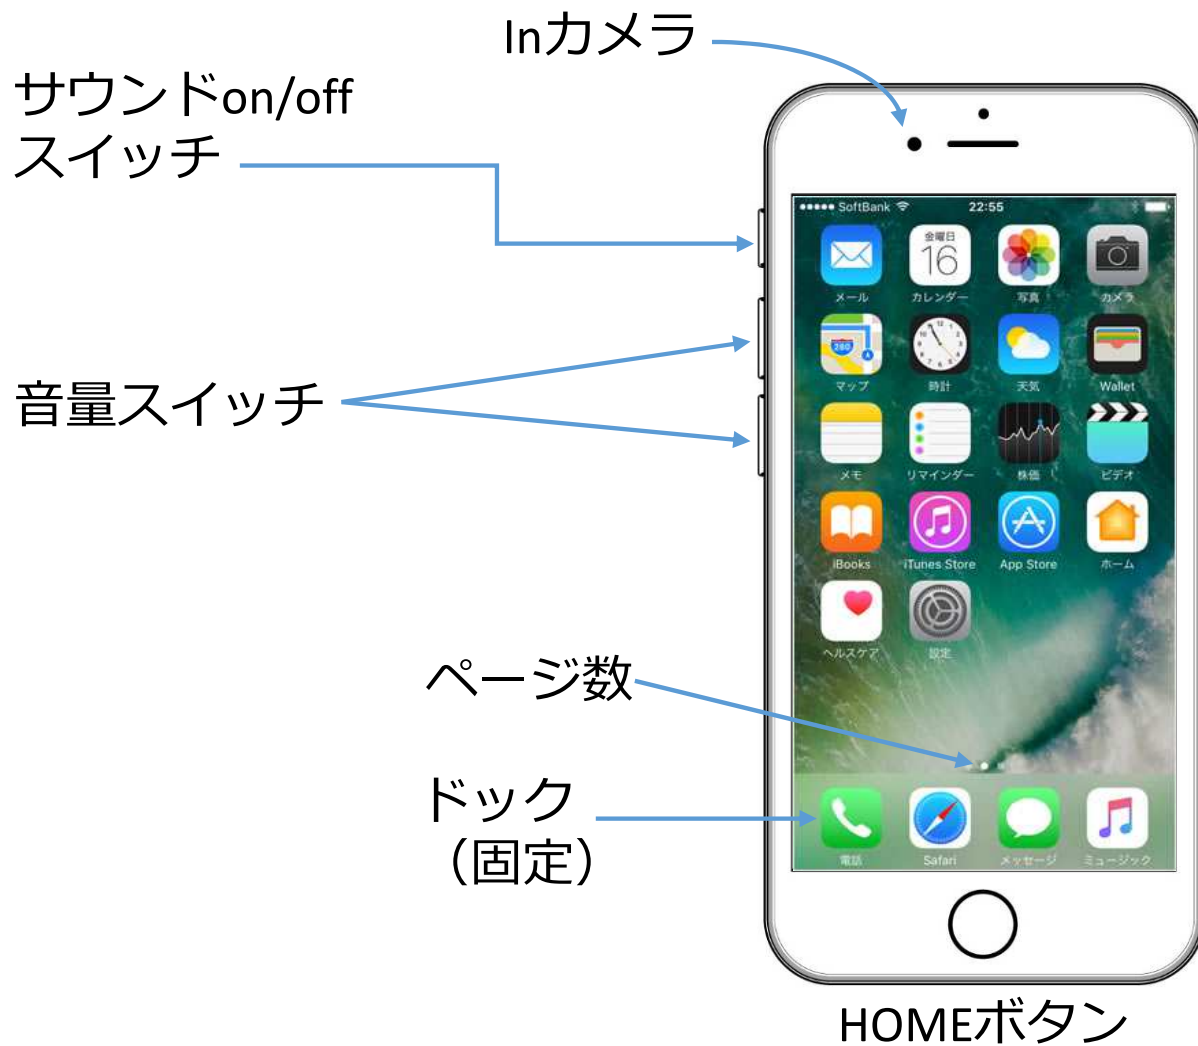 Inカメラ
サウンドon/off
スイッチ
音量スイッチ
ページ数
ドック
（固定）
HOMEボタン
SoftBank 22:55
金曜日
16
メール カレンダー 写真 カメラ
280
マップ 時計 天気 Wallet
メモ リマインダー 株価 ビデオ
iBooks iTunes Store App Store ホーム
ヘルスケア 設定
電話 Safari メッセージ ミュージック